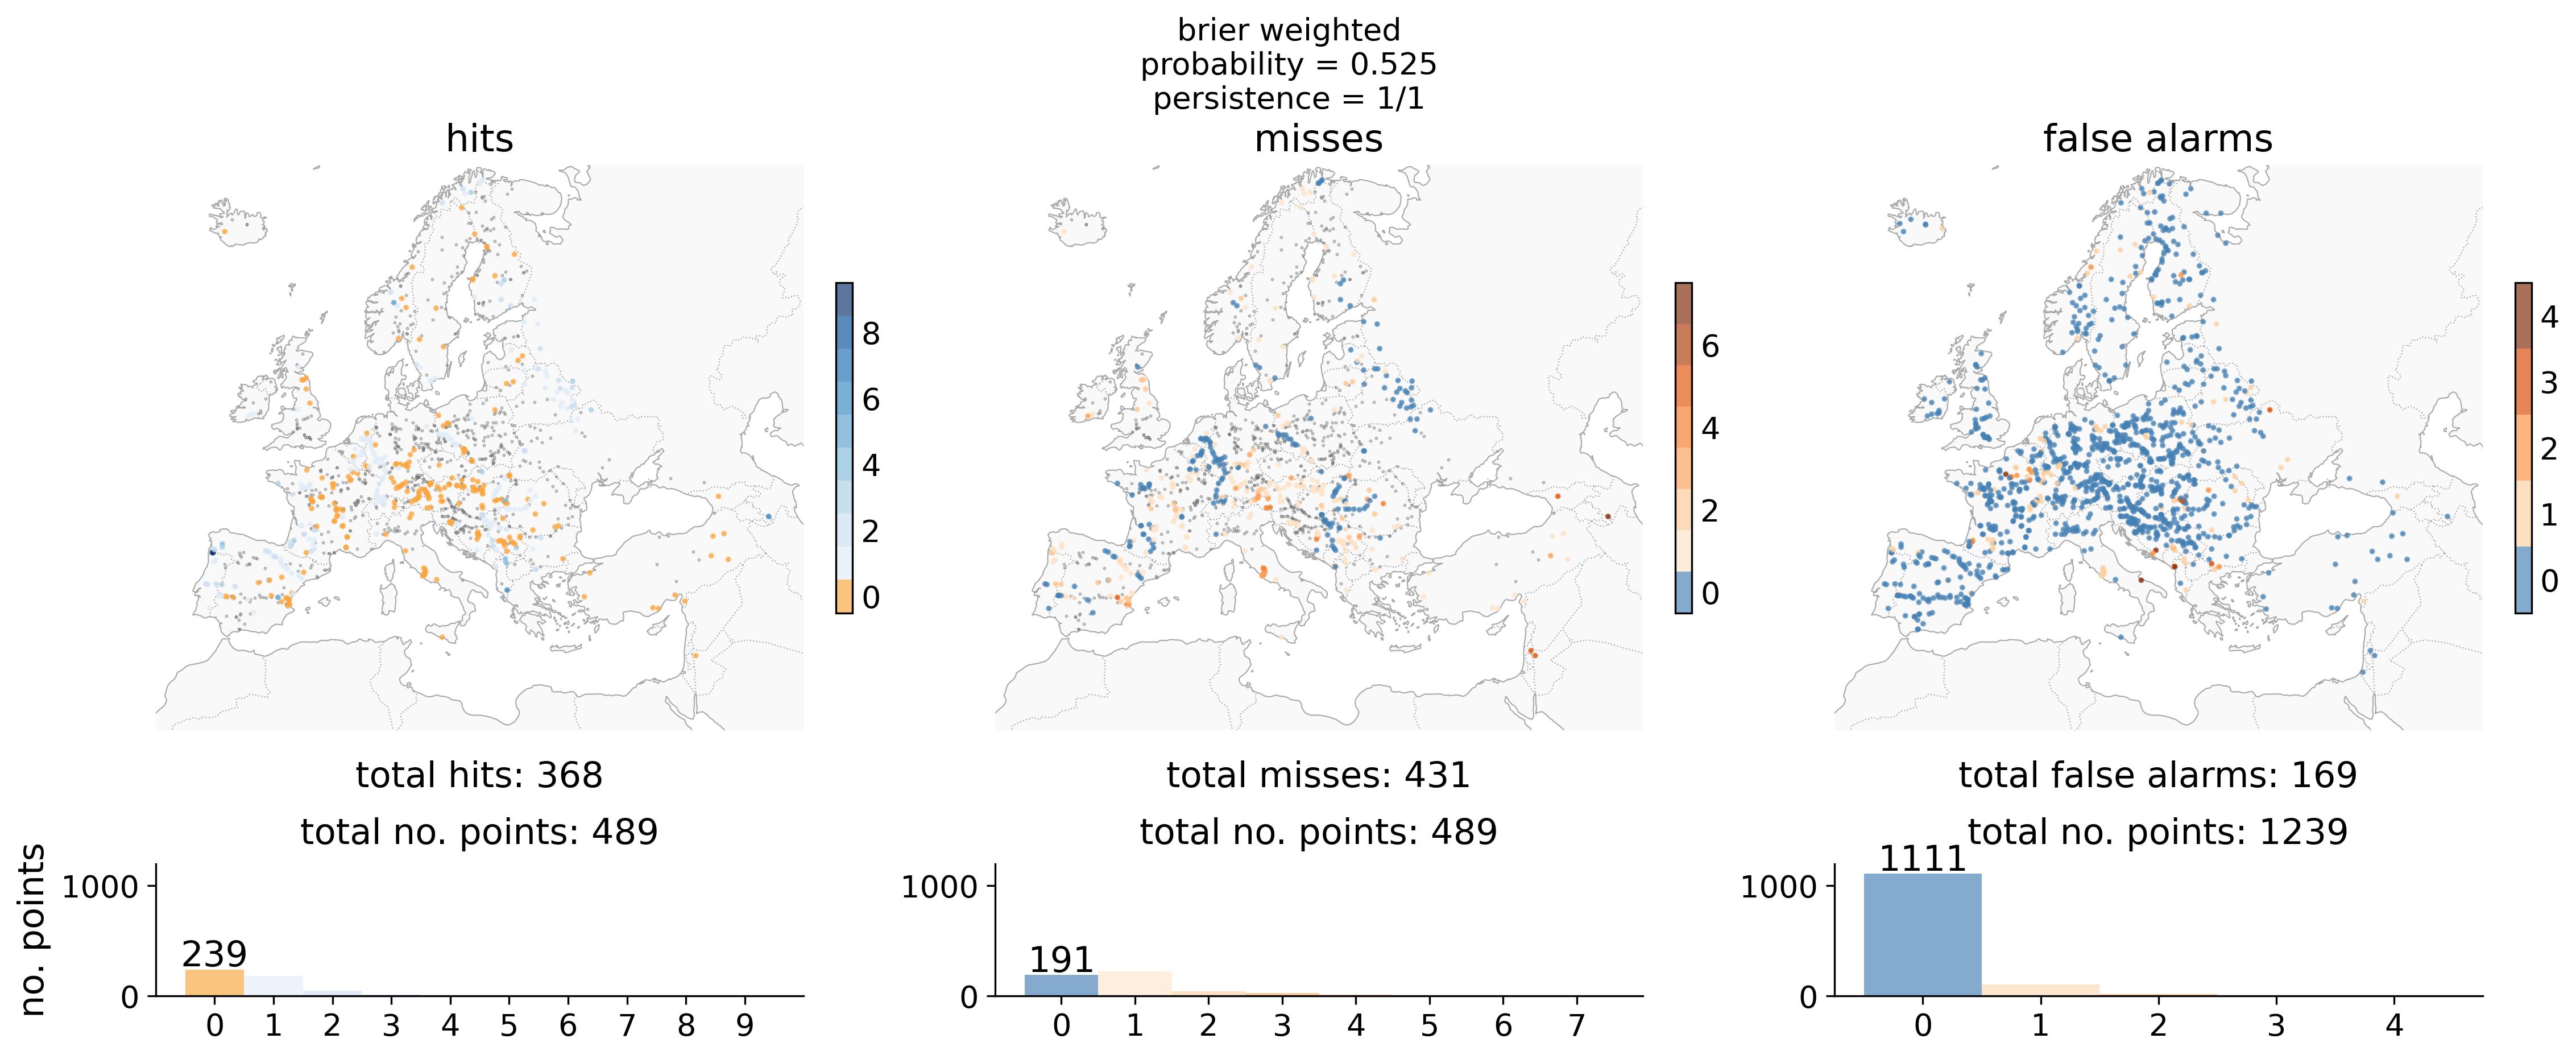 brier weighted
probability = 0.525
persistence = 1/1
hits
misses
false alarms
8
6
4
2
0
6
4
2
0
4
3
2
1
0
total hits: 368
total misses: 431
total false alarms: 169
total no. points: 489
total no. points: 489
total no. points: 1239
no. points
1000
0
239
0 1 2 3 4 5 6 7 8 9
1000
0
191
0 1 2 3 4 5 6 7
1000
0
1111
0 1 2 3 4